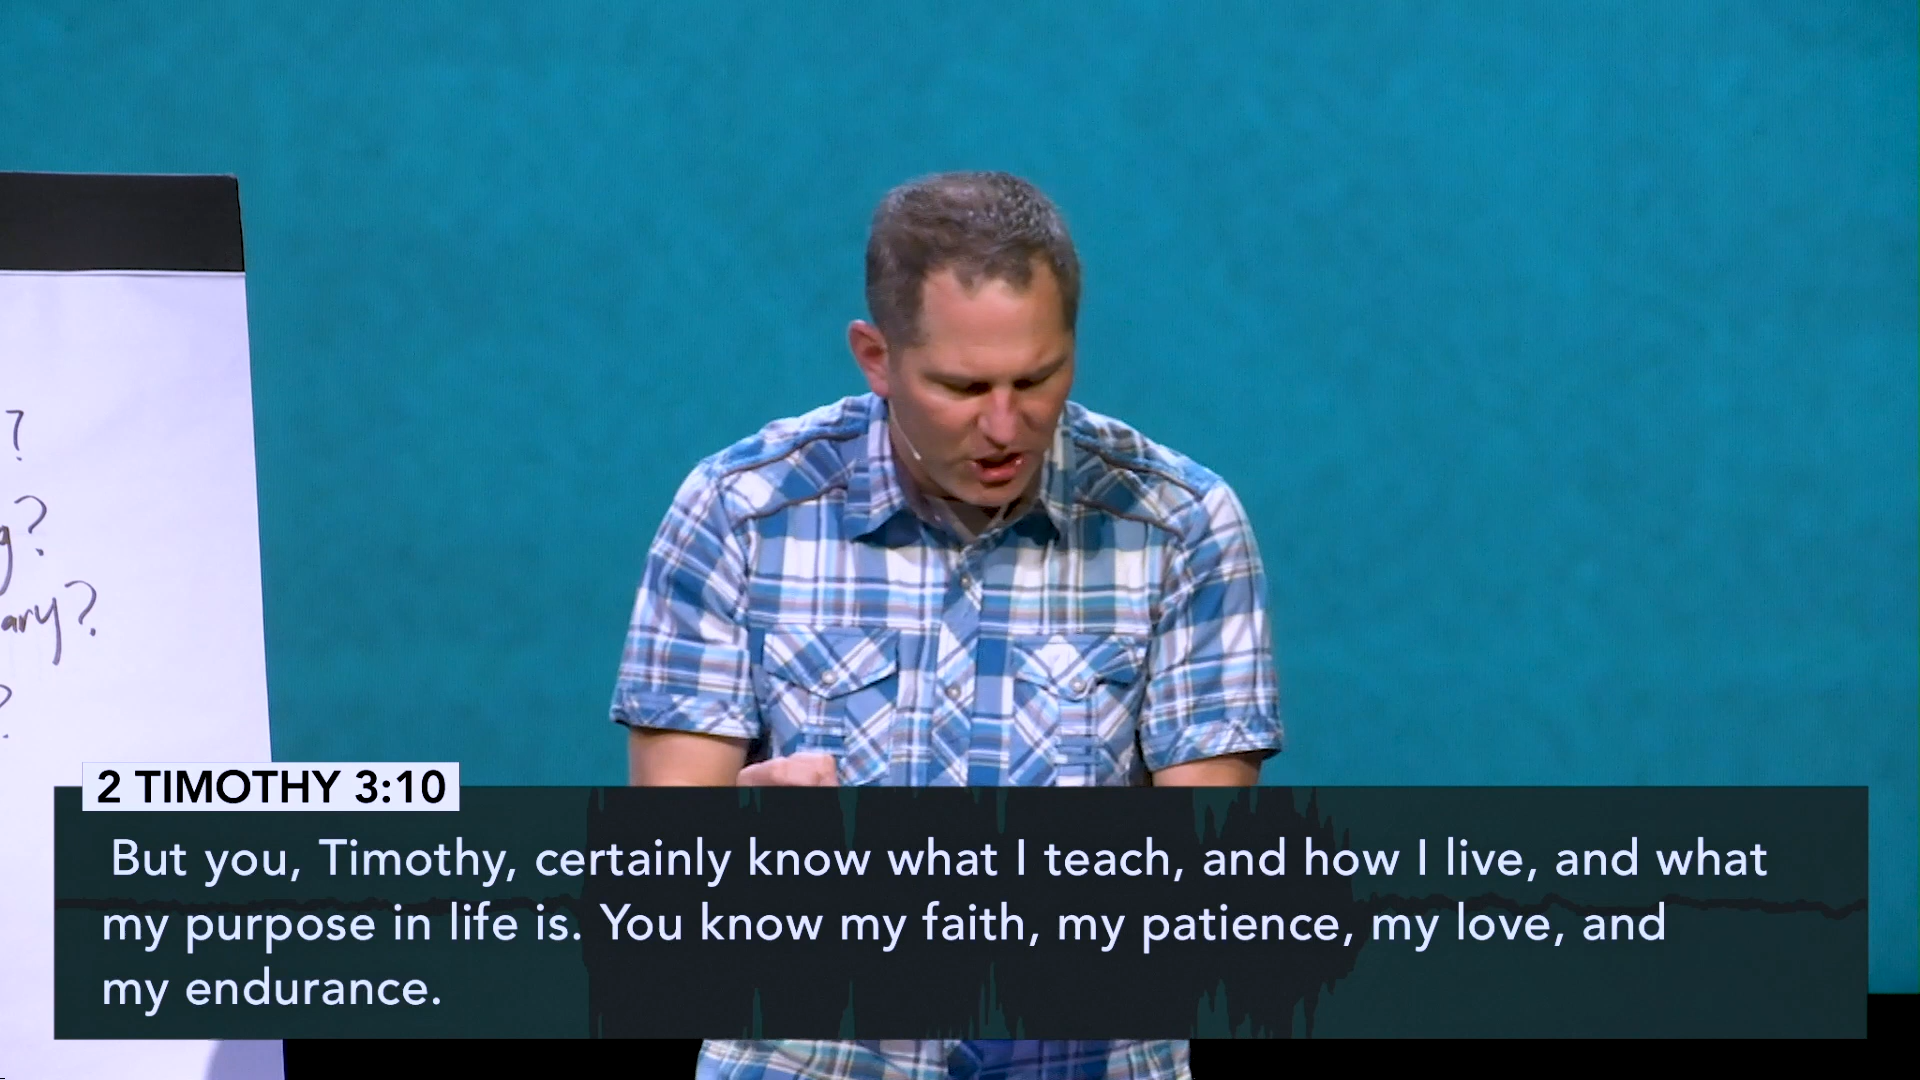 ?
g?
ary?
?
2 TIMOTHY 3:10
But you, Timothy, certainly know what I teach, and how I live, and what
my purpose in life is. You know my faith, my patience, my love, and
my endurance.